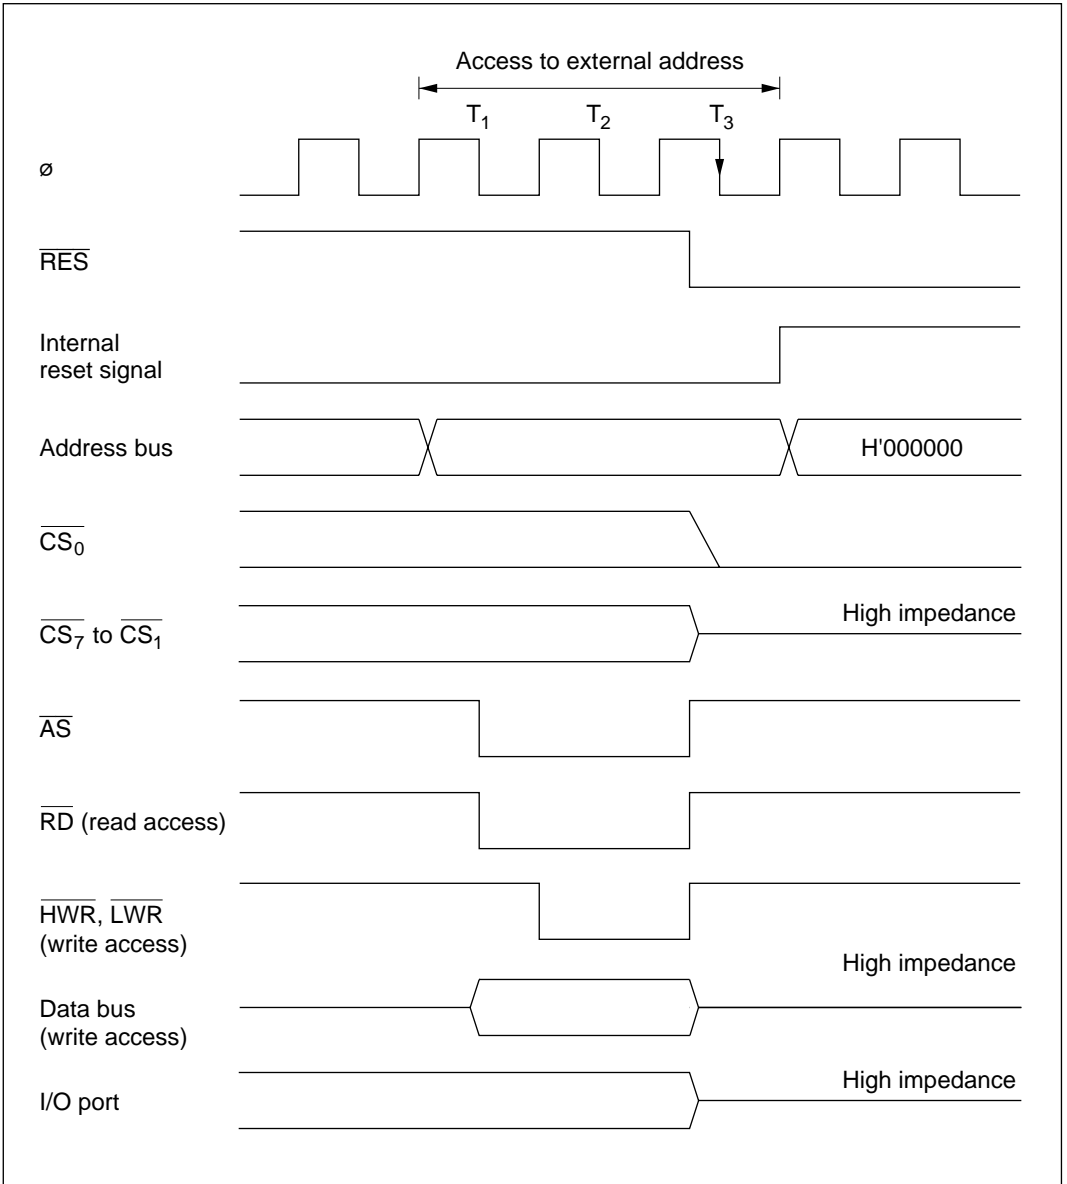 Access to external address
T1 T2 T3
ø
RES
Internal
reset signal
Address bus
H'000000
CS0
High impedance
CS7 to CS1
AS
RD (read access)
HWR, LWR
(write access)
High impedance
Data bus
(write access)
High impedance
I/O port